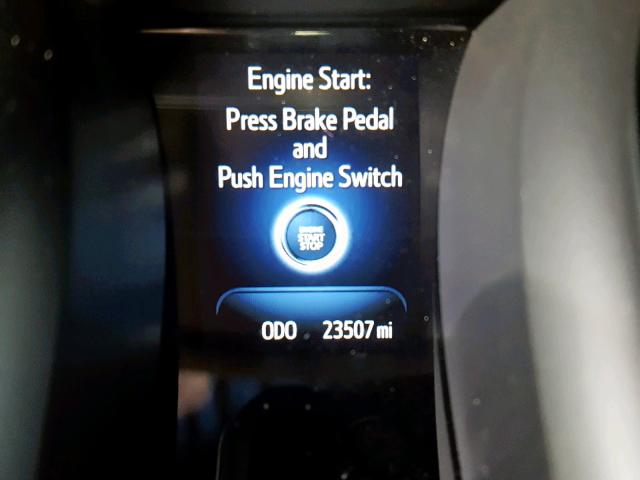 Engine Start:
Press Brake Pedal
and
Push Engine Switch
ENGINE
START
STOP
ODO 23507 mi